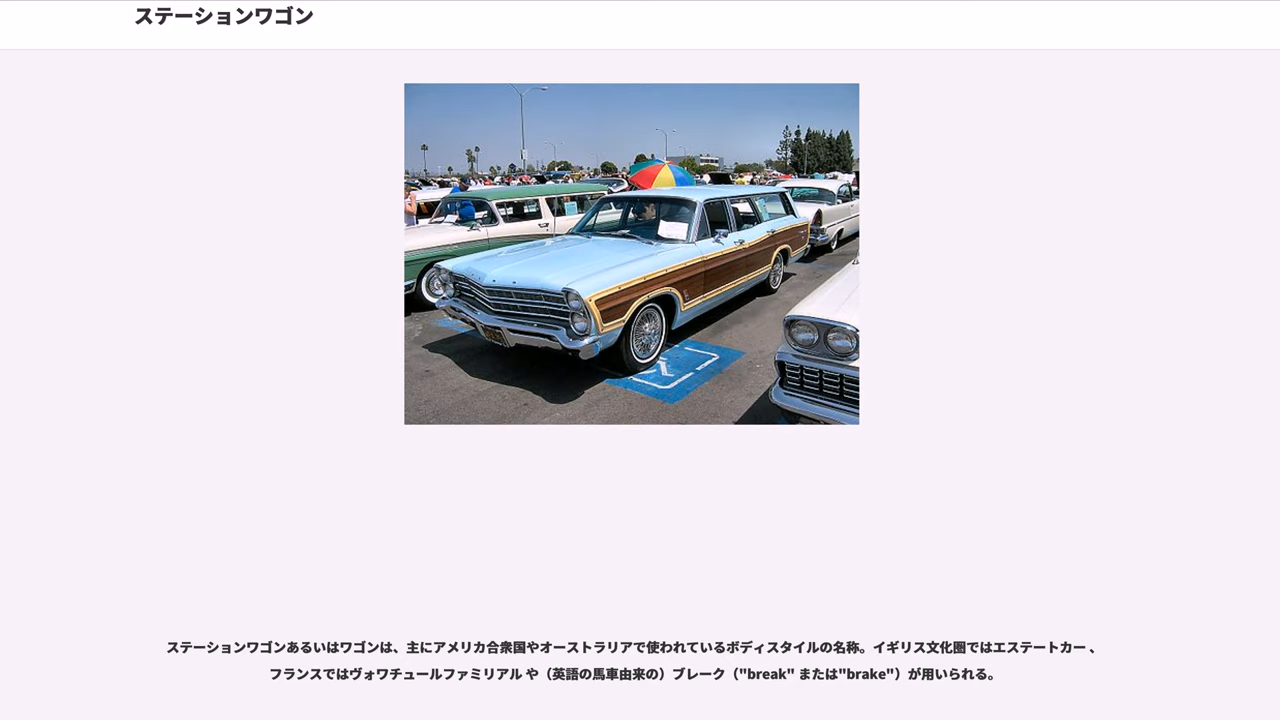 ステーションワゴン
ステーションワゴンあるいはワゴンは、主にアメリカ合衆国やオーストラリアで使われているボディスタイルの名称。イギリス文化圏ではエステートカー 、
フランスではヴォワチュールファミリアル や（英語の馬車由来の）ブレーク（"break" または"brake"）が用いられる。